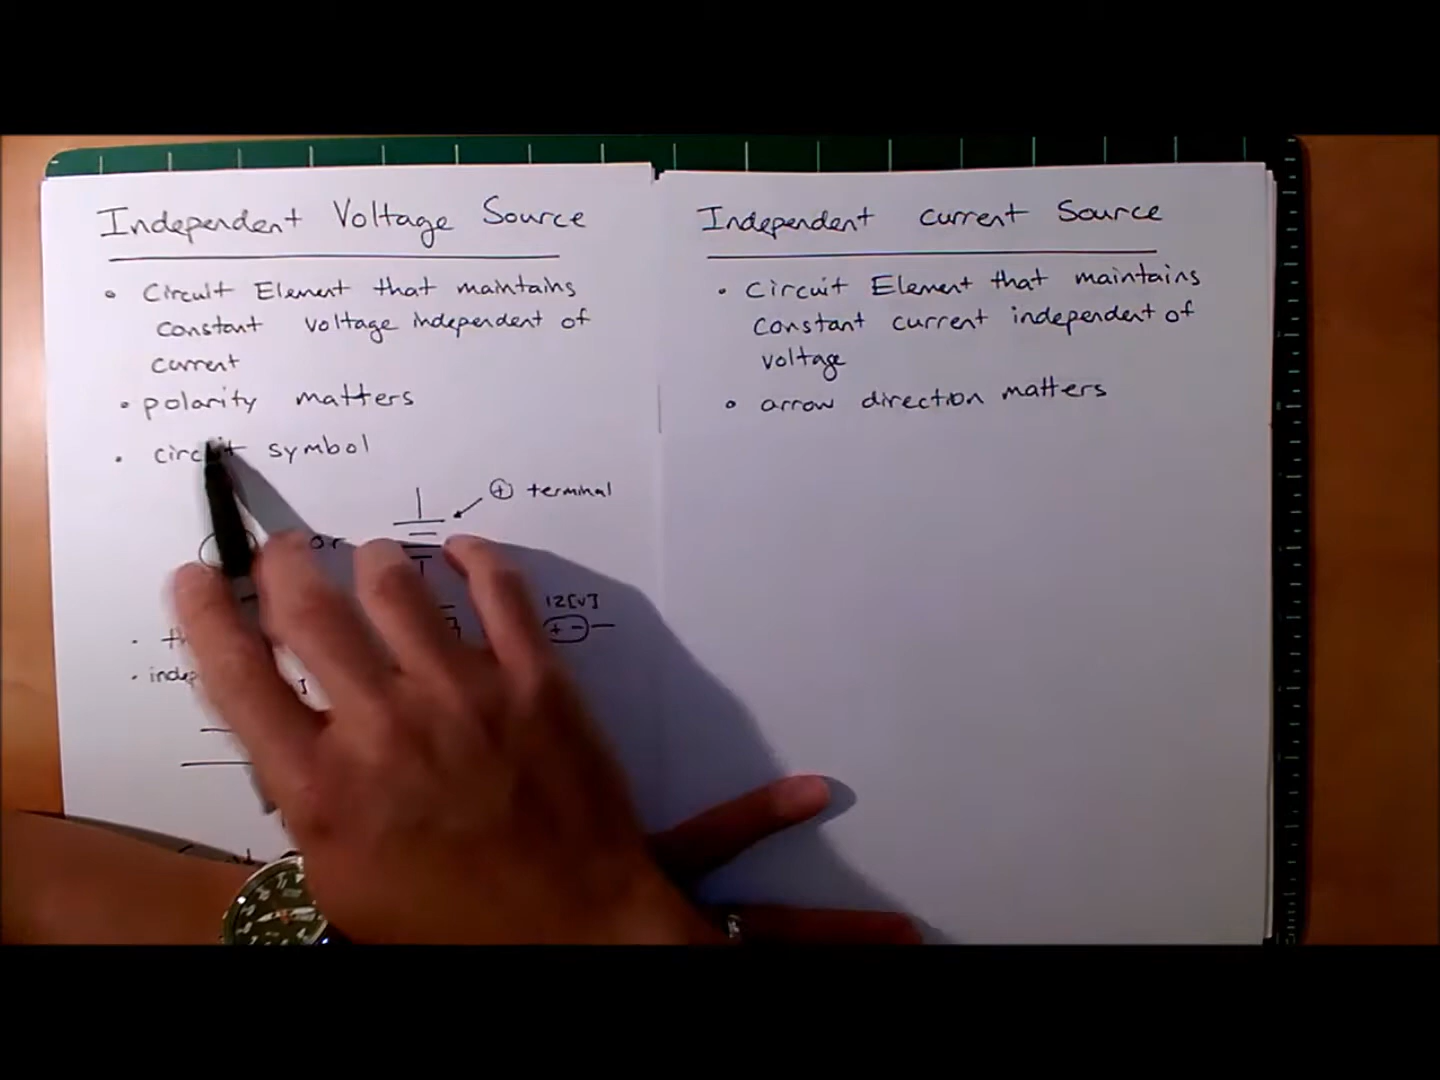 Independent Voltage Source
• Circuit Element that maintains
constant voltage independent of
current
• polarity matters
• circuit symbol
or
⊕ terminal
12[V]
+ -
Independent current Source
• Circuit Element that maintains
constant current independent of
voltage
• arrow direction matters